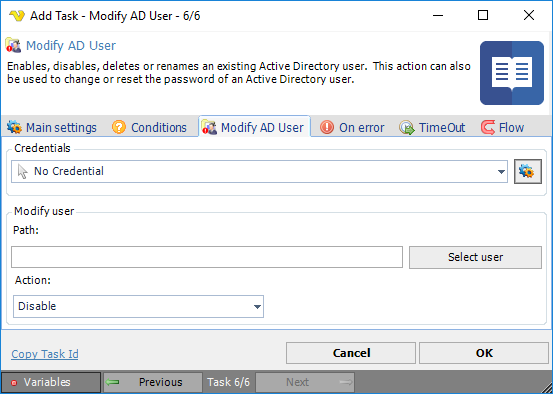 Add Task - Modify AD User - 6/6
Modify AD User
Enables, disables, deletes or renames an existing Active Directory user. This action can also
be used to change or reset the password of an Active Directory user.
Main settings Conditions Modify AD User On error TimeOut Flow
Credentials
No Credential
Modify user
Path:
Select user
Action:
Disable
Copy Task Id Cancel OK
Variables Previous Task 6/6 Next